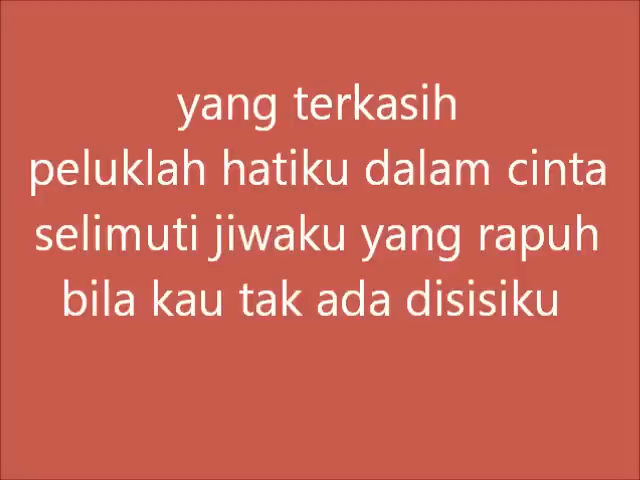 yang terkasih
peluklah hatiku dalam cinta
selimuti jiwaku yang rapuh
bila kau tak ada disisiku